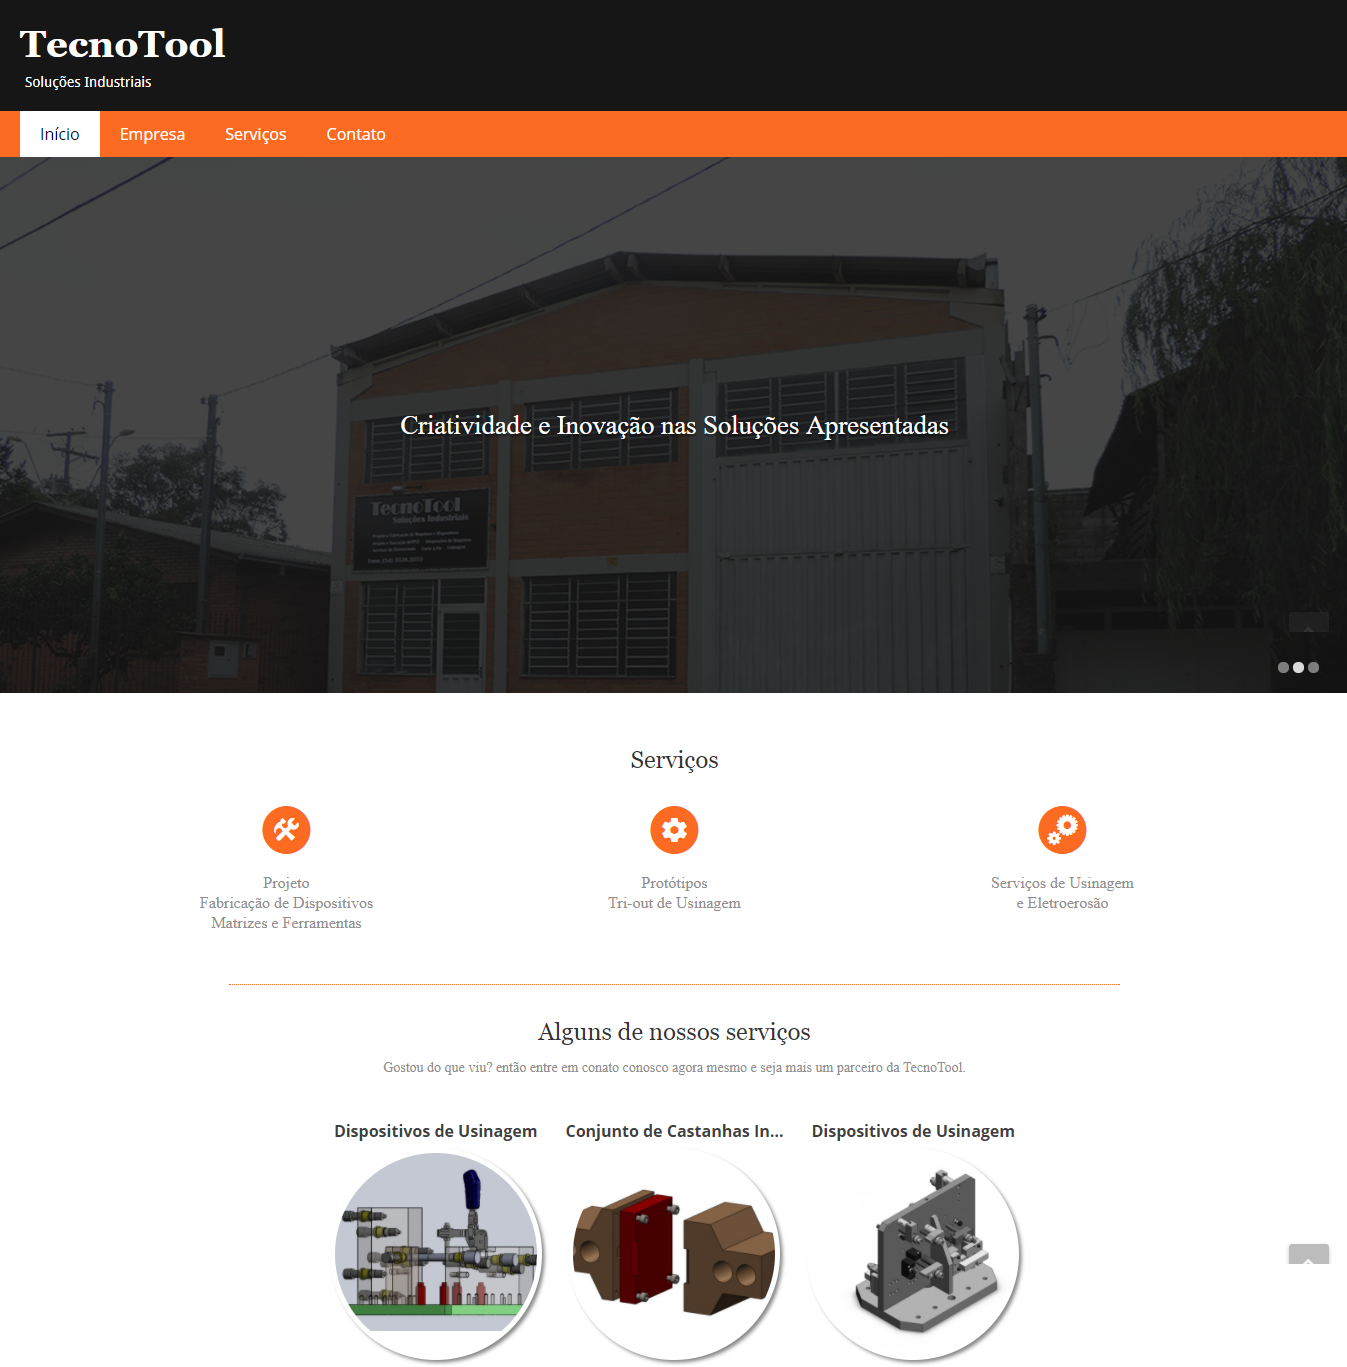 TecnoTool
Soluções Industriais
Início
Empresa
Serviços
Contato
Criatividade e Inovação nas Soluções Apresentadas
TecnoTool
Soluções Industriais
Serviços
Projeto
Fabricação de Dispositivos
Matrizes e Ferramentas
Protótipos
Tri-out de Usinagem
Serviços de Usinagem
e Eletroerosão
Alguns de nossos serviços
Gostou do que viu? então entre em conato conosco agora mesmo e seja mais um parceiro da TecnoTool.
Dispositivos de Usinagem
Conjunto de Castanhas In...
Dispositivos de Usinagem